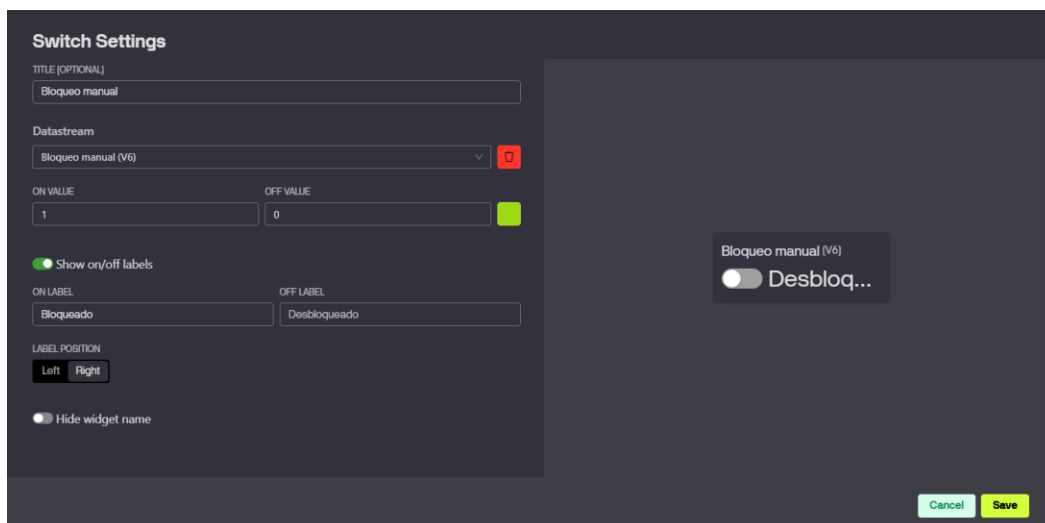 Switch Settings
TITLE (OPTIONAL)
Bloqueo manual
Datastream
Bloqueo manual (V6)
ON VALUE
OFF VALUE
1
0
Show on/off labels
ON LABEL
OFF LABEL
Bloqueado
Desbloqueado
LABEL POSITION
Left
Right
Hide widget name
Bloqueo manual (V6)
Desbloq...
Cancel
Save